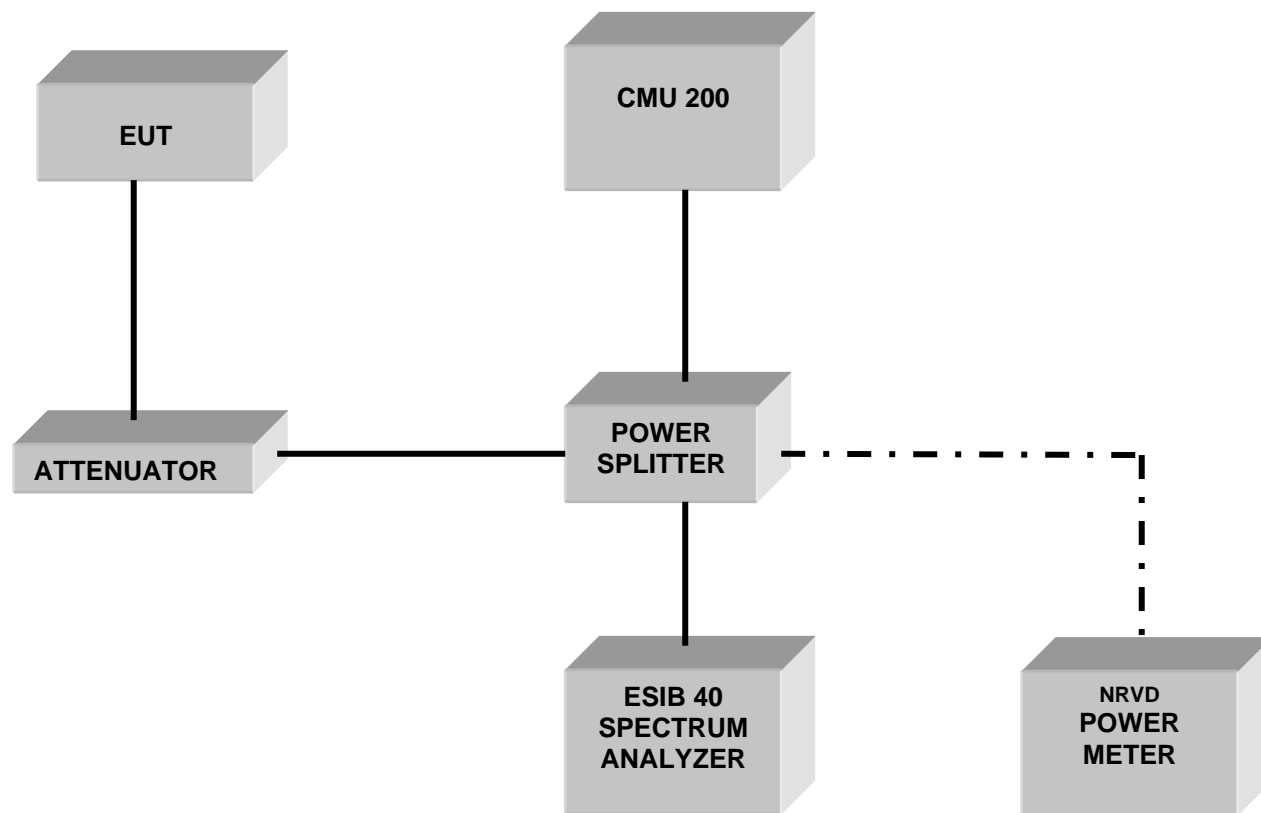 EUT
CMU 200
ATTENUATOR
POWER
SPLITTER
ESIB 40
SPECTRUM
ANALYZER
NRVD
POWER
METER